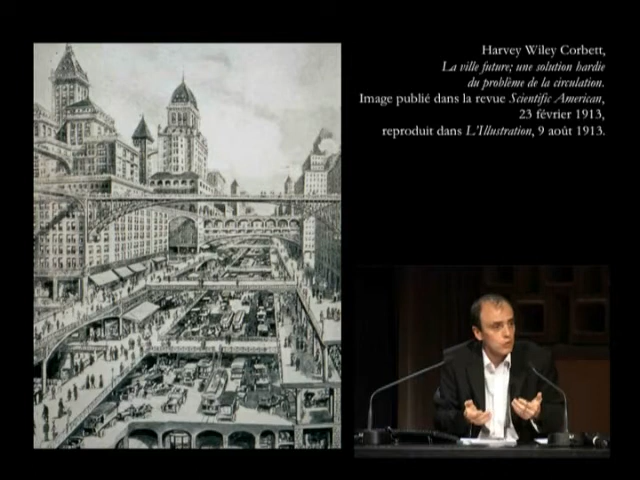 Harvey Wiley Corbett,
La ville future; une solution hardie
du problème de la circulation.
Image publié dans la revue Scientific American,
23 février 1913,
reproduit dans L'Illustration, 9 août 1913.